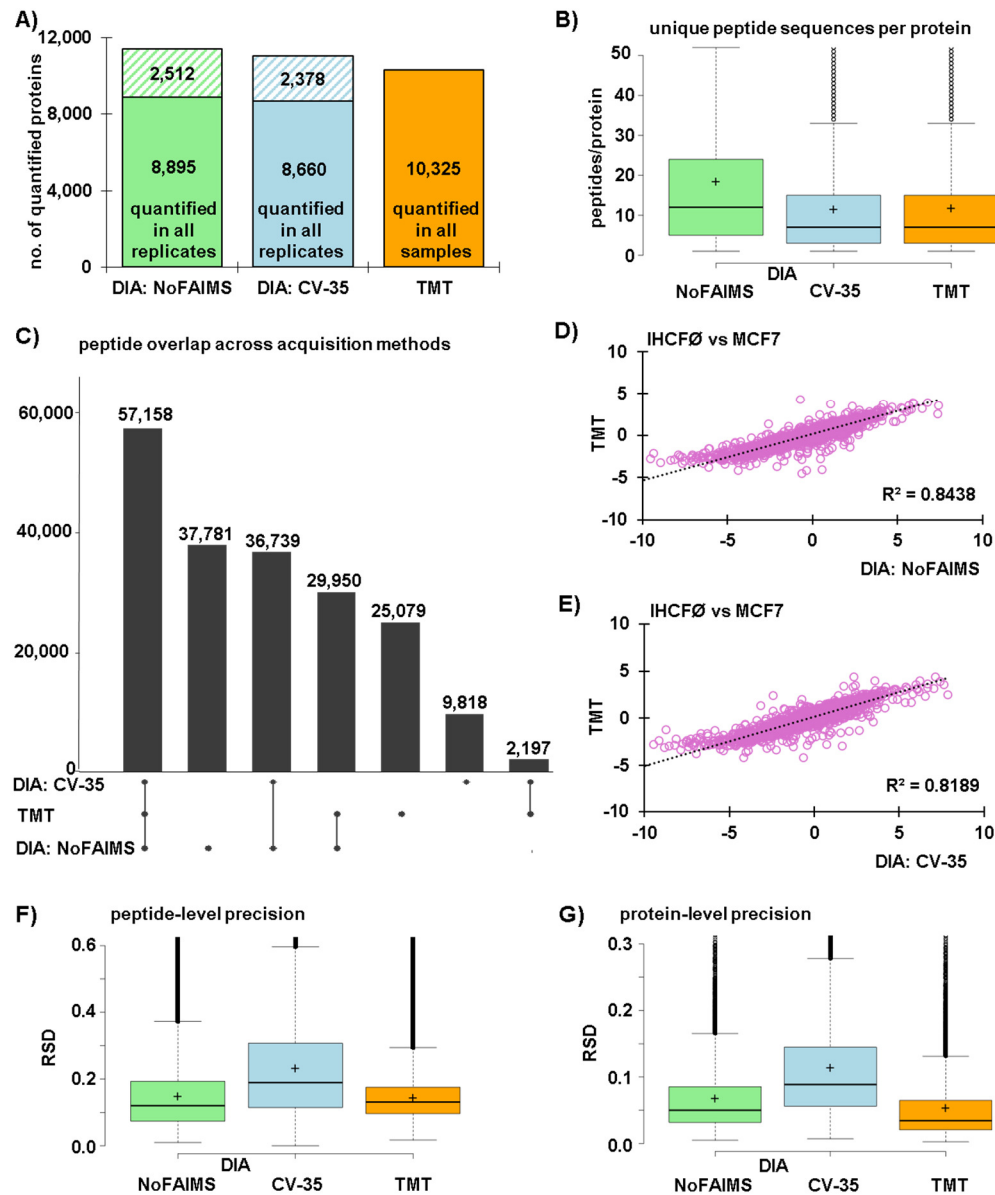 A)
12,000
8,000
4,000
0
no. of quantified proteins
2,512
2,378
8,895
8,660
10,325
quantified
in all
replicates
quantified
in all
replicates
quantified
in all
samples
DIA: NoFAIMS
DIA: CV-35
TMT
B)
unique peptide sequences per protein
50
40
30
20
10
0
peptides/protein
DIA
NoFAIMS
CV-35
TMT
C)
peptide overlap across acquisition methods
60,000
40,000
20,000
0
57,158
37,781
36,739
29,950
25,079
9,818
2,197
DIA: CV-35
TMT
DIA: NoFAIMS
D)
IHCFØ vs MCF7
10
5
0
-5
-10
TMT
R² = 0.8438
-10
-5
0
5
10
DIA: NoFAIMS
E)
IHCFØ vs MCF7
10
5
0
-5
-10
TMT
R² = 0.8189
-10
-5
0
5
10
DIA: CV-35
F)
peptide-level precision
0.6
0.4
0.2
0.0
RSD
DIA
NoFAIMS
CV-35
TMT
G)
protein-level precision
0.3
0.2
0.1
0.0
RSD
DIA
NoFAIMS
CV-35
TMT